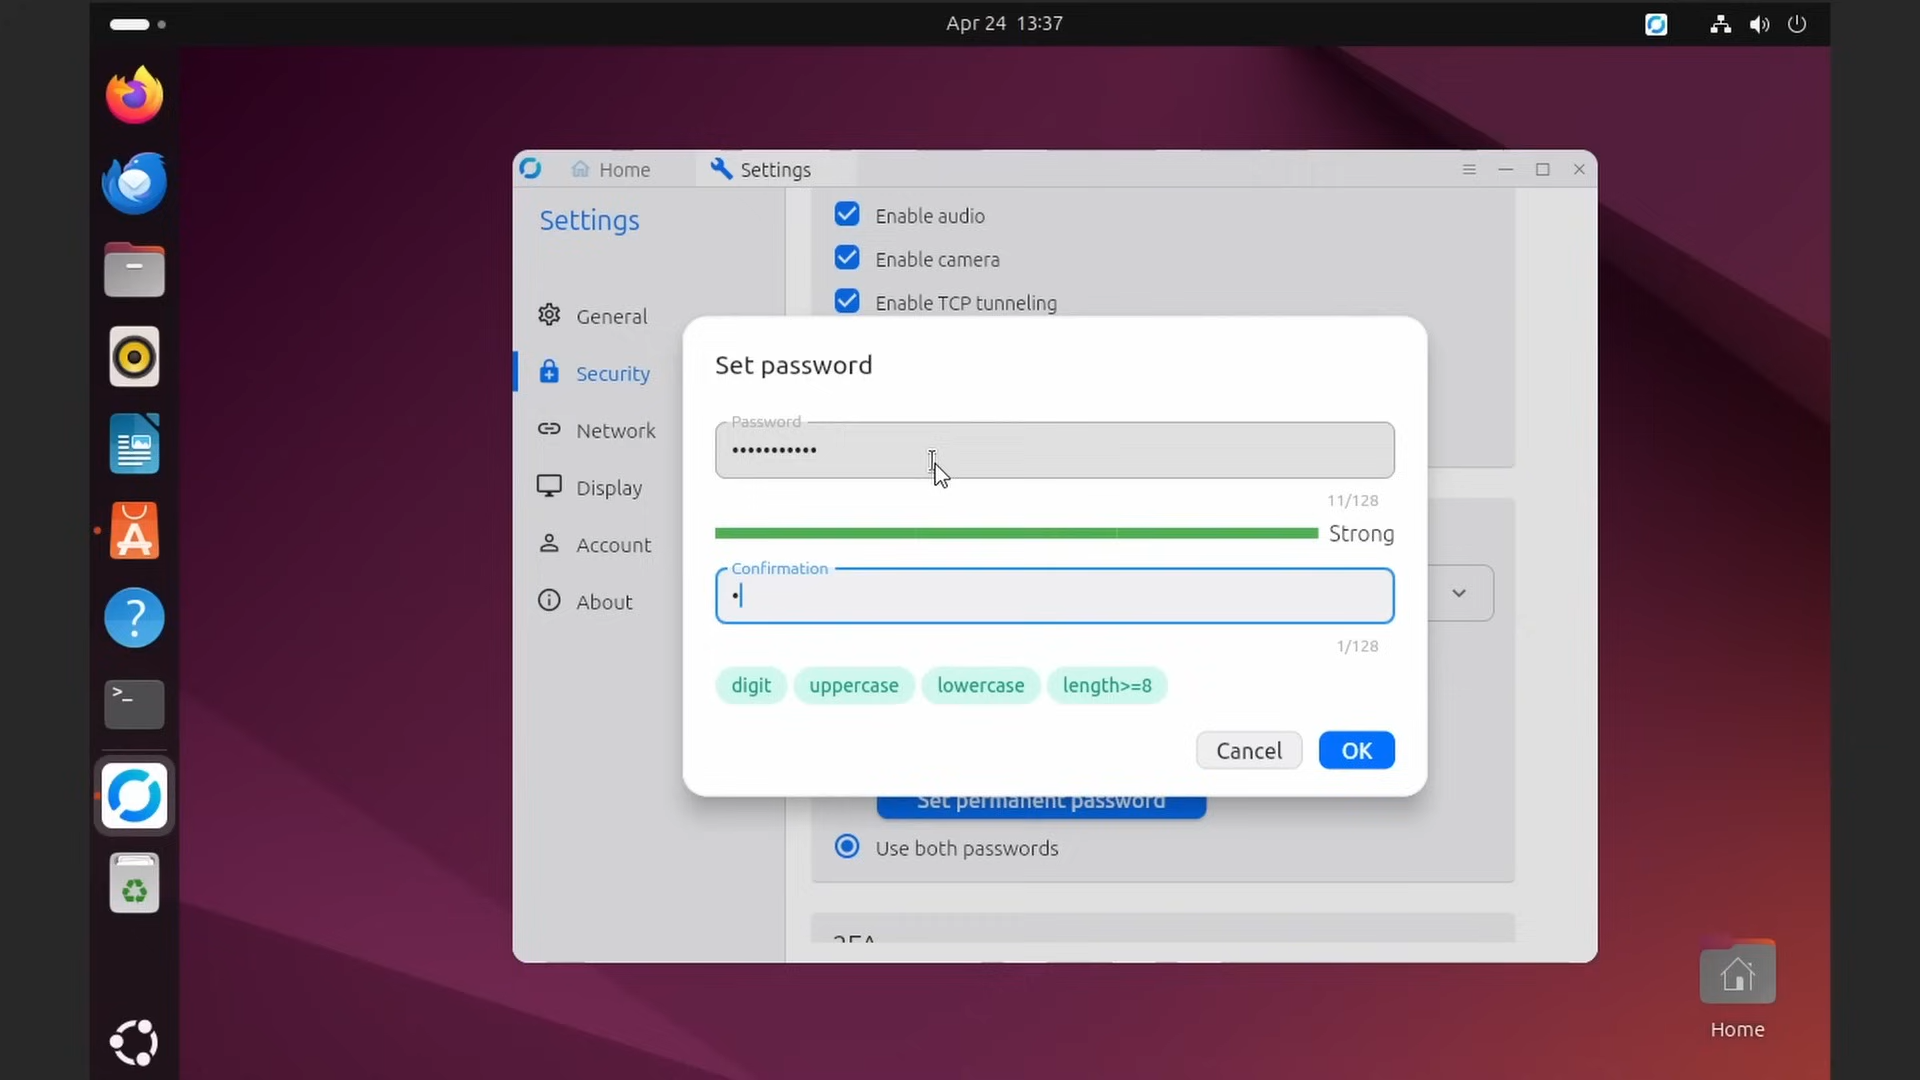 Apr 24 13:37
Home
Settings
Settings
Enable audio
Enable camera
Enable TCP tunneling
General
Security
Network
Display
Account
About
Set password
Password
•••••••••••
11/128
Strong
Confirmation
•
1/128
digit uppercase lowercase length>=8
Cancel OK
Set permanent password
Use both passwords
2FA
>_
?
Home